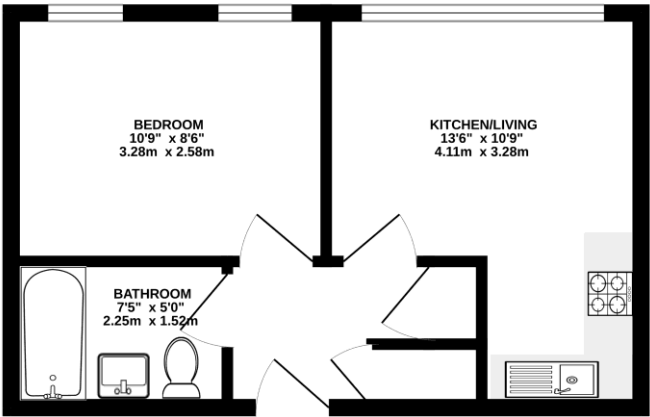 BEDROOM
10'9" x 8'6"
3.28m x 2.58m
KITCHEN/LIVING
13'6" x 10'9"
4.11m x 3.28m
BATHROOM
7'5" x 5'0"
2.25m x 1.52m